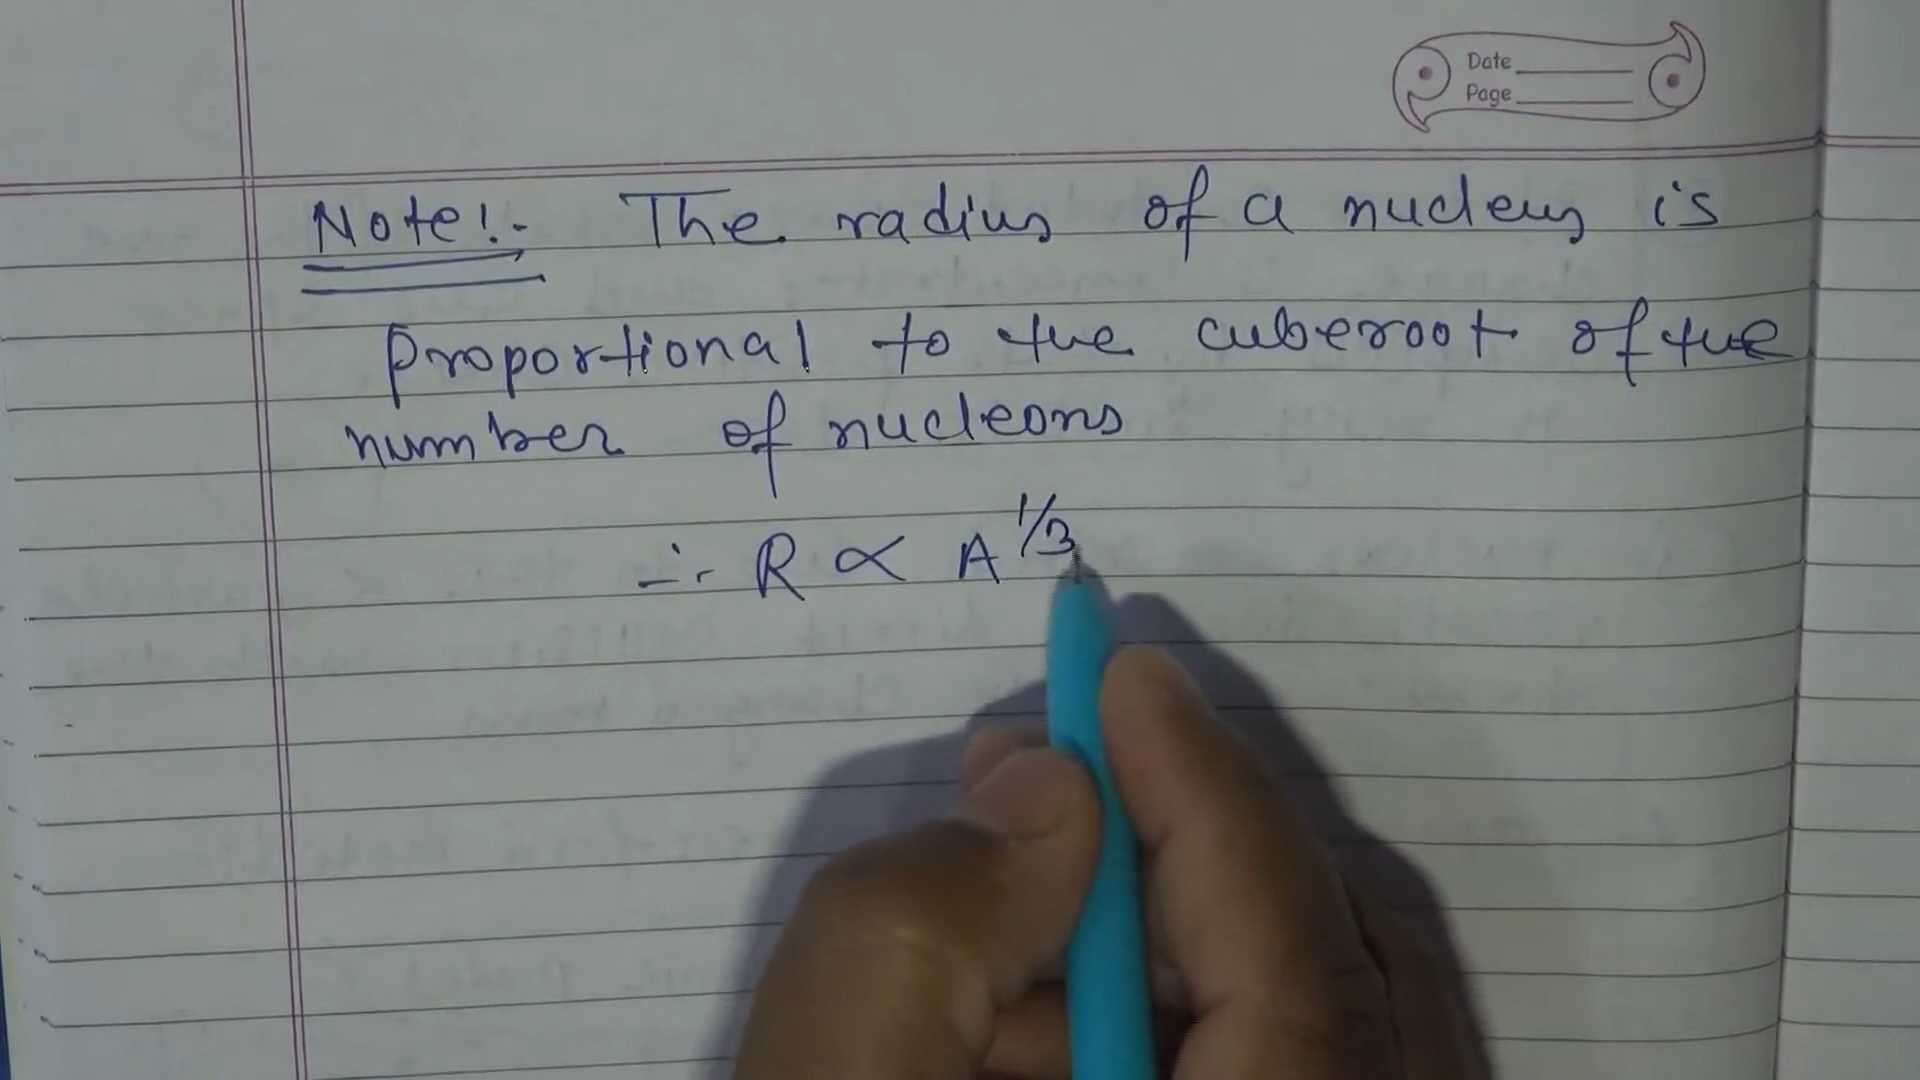 Date
Page
Note:- The radius of a nucleus is
proportional to the cuberoot of the
number of nucleons
∴ R ∝ A^1/3